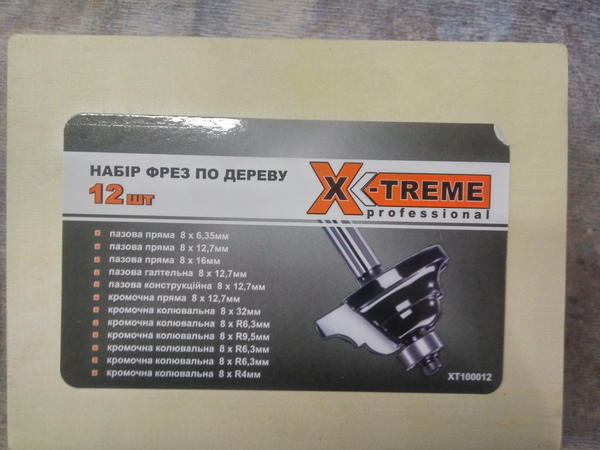 НАБІР ФРЕЗ ПО ДЕРЕВУ
12 шт
X-TREME
professional
пазова пряма 8 х 6,35мм
пазова пряма 8 х 12,7мм
пазова пряма 8 х 16мм
пазова галтельна 8 х 12,7мм
пазова конструкційна 8 х 12,7мм
кромочна пряма 8 х 12,7мм
кромочна колювальна 8 х 32мм
кромочна колювальна 8 х R6,3мм
кромочна колювальна 8 х R9,5мм
кромочна колювальна 8 х R6,3мм
кромочна колювальна 8 х R6,3мм
кромочна колювальна 8 х R4мм
XT100012